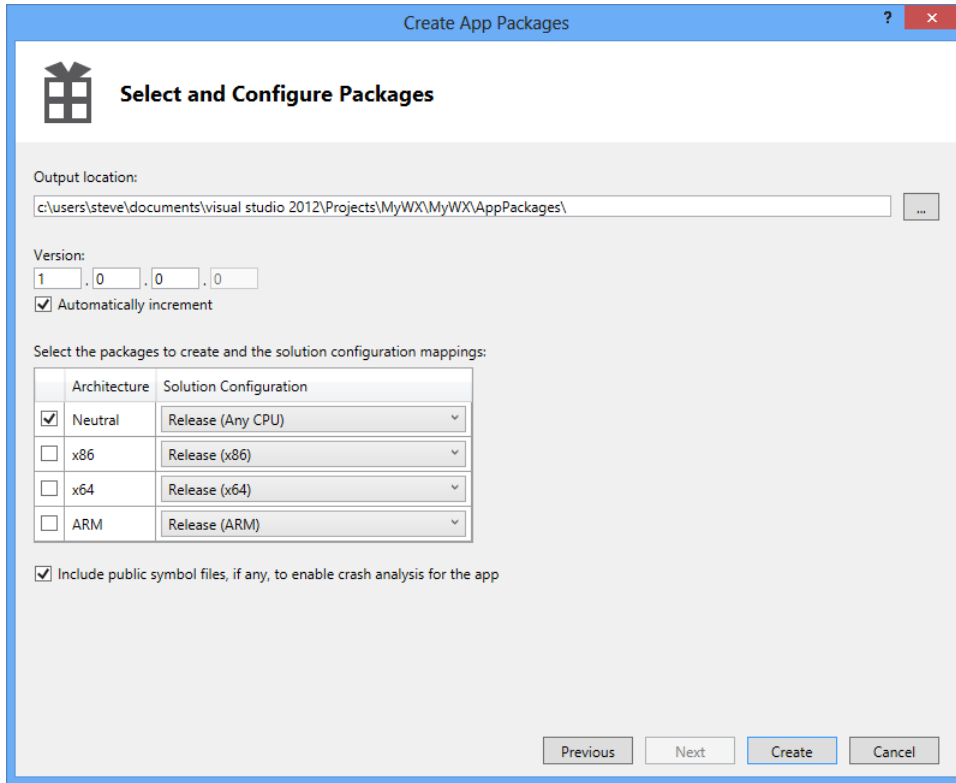 Create App Packages
?
Select and Configure Packages
Output location:
c:\users\steve\documents\visual studio 2012\Projects\MyWX\MyWX\AppPackages\
...
Version:
1 . 0 . 0 . 0
Automatically increment
Select the packages to create and the solution configuration mappings:
Architecture Solution Configuration
Neutral Release (Any CPU)
x86 Release (x86)
x64 Release (x64)
ARM Release (ARM)
Include public symbol files, if any, to enable crash analysis for the app
Previous Next Create Cancel